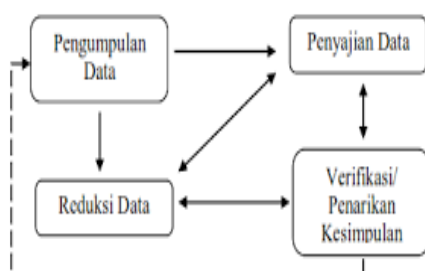 Pengumpulan
Data
Penyajian Data
Reduksi Data
Verifikasi/
Penarikan
Kesimpulan